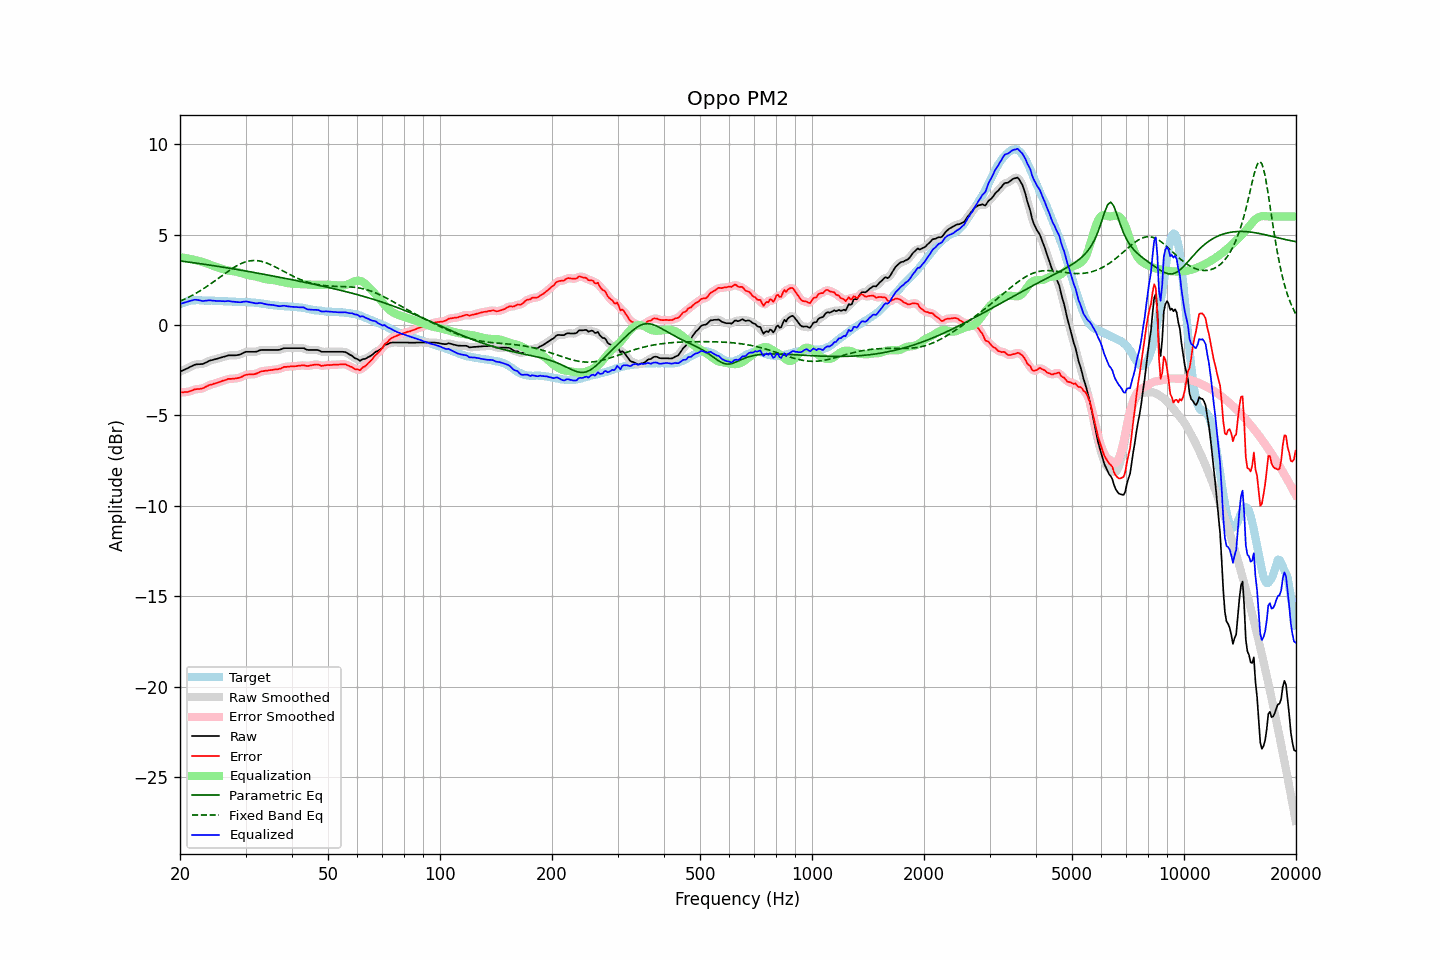 Oppo PM2
10
5
0
−5
−10
−15
−20
−25
Amplitude (dBr)
Target
Raw Smoothed
Error Smoothed
Raw
Error
Equalization
Parametric Eq
Fixed Band Eq
Equalized
20 50 100 200 500 1000 2000 5000 10000 20000
Frequency (Hz)